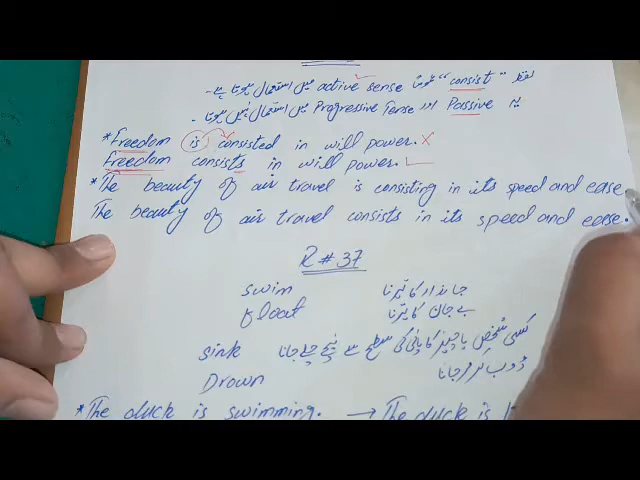 لفظ "consist" عموماً active sense میں استعمال ہوتا ہے -
یہ Passive اور Progressive Tense میں استعمال نہیں ہوتا -
*Freedom is consisted in will power. ×
Freedom consists in will power.
*The beauty of air travel is consisting in its speed and ease
The beauty of air travel consists in its speed and ease.
R # 37
swim جاندار کا تیرنا
float بے جان کا تیرنا
sink کسی شخص یا چیز کا پانی کی سطح سے نیچے چلے جانا
Drown ڈوب کر مر جانا
*The duck is swimming. → The duck is